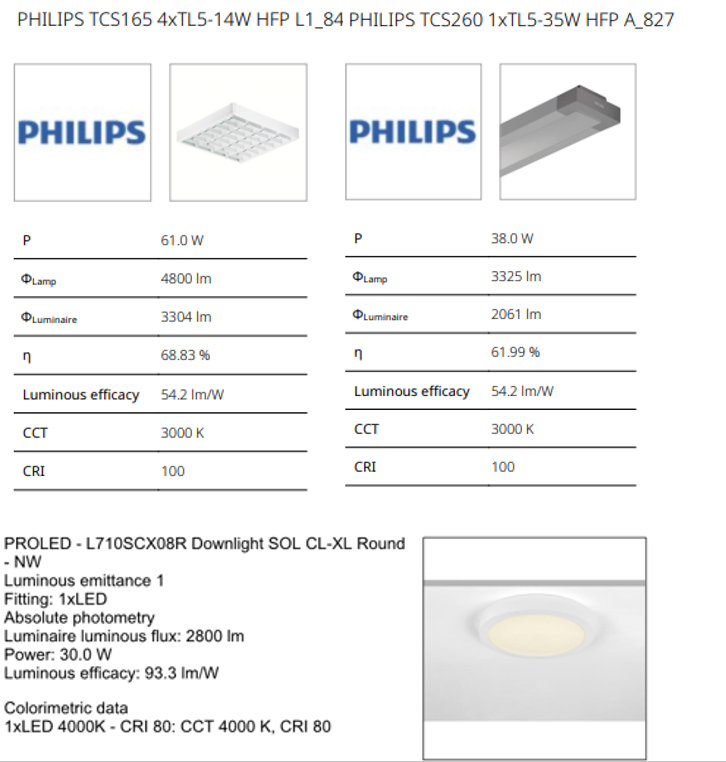 PHILIPS TCS165 4xTL5-14W HFP L1_84 PHILIPS TCS260 1xTL5-35W HFP A_827
PHILIPS
PHILIPS
P 61.0 W
ΦLamp 4800 lm
ΦLuminaire 3304 lm
η 68.83 %
Luminous efficacy 54.2 lm/W
CCT 3000 K
CRI 100
P 38.0 W
ΦLamp 3325 lm
ΦLuminaire 2061 lm
η 61.99 %
Luminous efficacy 54.2 lm/W
CCT 3000 K
CRI 100
PROLED - L710SCX08R Downlight SOL CL-XL Round
- NW
Luminous emittance 1
Fitting: 1xLED
Absolute photometry
Luminaire luminous flux: 2800 lm
Power: 30.0 W
Luminous efficacy: 93.3 lm/W
Colorimetric data
1xLED 4000K - CRI 80: CCT 4000 K, CRI 80